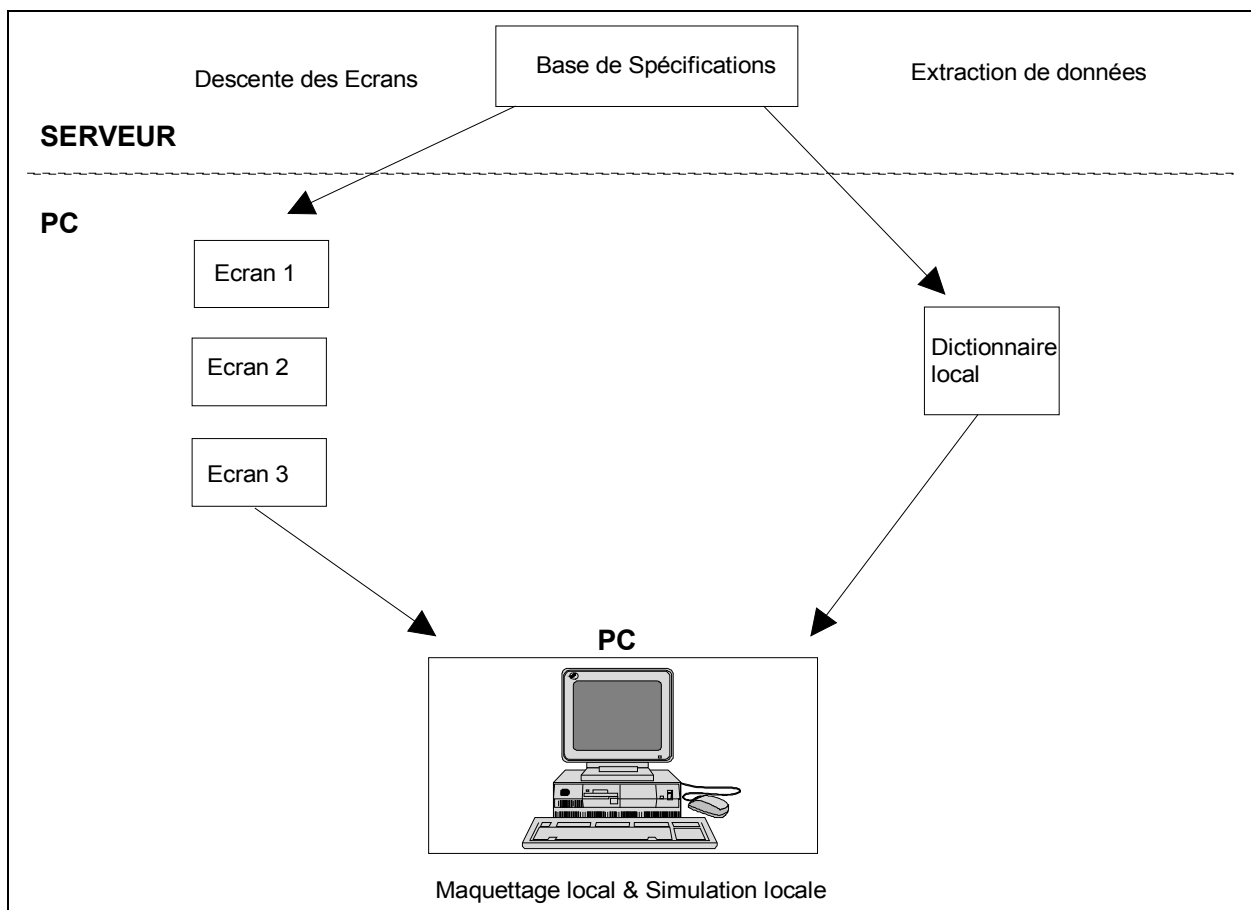 Base de Spécifications
Descente des Ecrans
Extraction de données
SERVEUR
PC
Ecran 1
Ecran 2
Ecran 3
Dictionnaire
local
PC
Maquettage local & Simulation locale